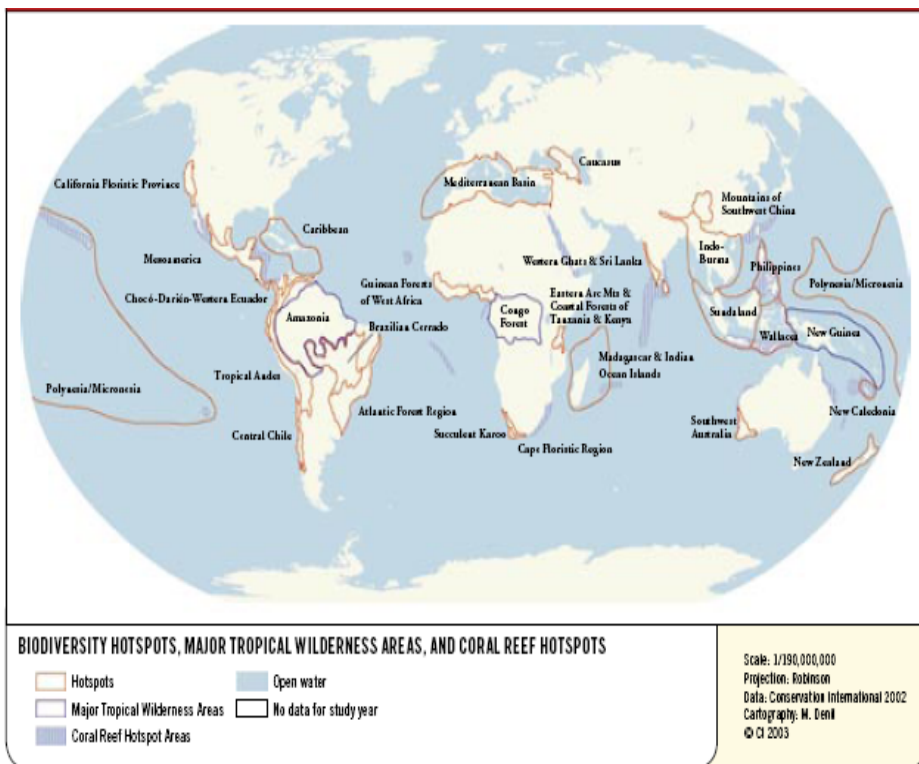 Caucasus
Mediterranean Basin
California Floristic Province
Mountains of
Southwest China
Caribbean
Indo-
Burma
Mesoamerica
Western Ghats & Sri Lanka
Philippines
Guinean Forests
of West Africa
Polynesia/Micronesia
Chocó-Darién-Western Ecuador
Eastern Arc Mts &
Coastal Forests of
Tanzania & Kenya
Congo
Forest
Amazonia
Sundaland
Brazilian Cerrado
Wallacea
New Guinea
Madagascar & Indian
Ocean Islands
Tropical Andes
Polynesia/Micronesia
Atlantic Forest Region
New Caledonia
Southwest
Australia
Central Chile
Succulent Karoo
Cape Floristic Region
New Zealand
BIODIVERSITY HOTSPOTS, MAJOR TROPICAL WILDERNESS AREAS, AND CORAL REEF HOTSPOTS
Hotspots
Open water
Major Tropical Wilderness Areas
No data for study year
Coral Reef Hotspot Areas
Scale: 1/190,000,000
Projection: Robinson
Data: Conservation International 2002
Cartography: M. Denil
© CI 2003